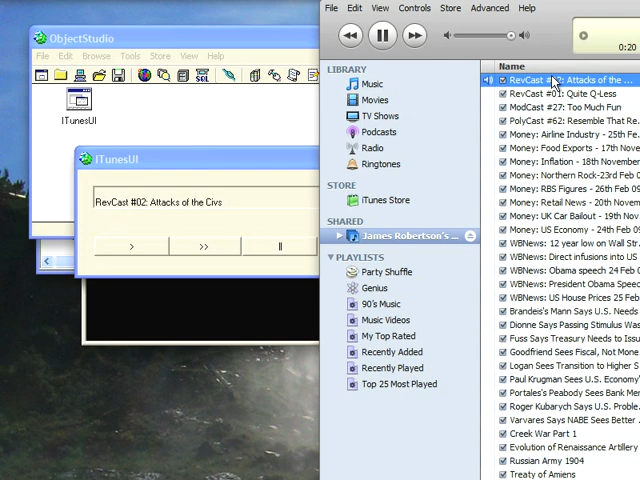 ObjectStudio
File Edit Browse Tools Size View Help
SQL
ITunesUI
ITunesUI
RevCast #02: Attacks of the Civs
> >> ||
File Edit View Controls Store Advanced Help
0:20
LIBRARY
Music
Movies
TV Shows
Podcasts
Radio
Ringtones
STORE
iTunes Store
SHARED
James Robertson's ...
PLAYLISTS
Party Shuffle
Genius
90's Music
Music Videos
My Top Rated
Recently Added
Recently Played
Top 25 Most Played
Name
RevCast #02: Attacks of the ...
RevCast #01: Quite Q-Less
ModCast #27: Too Much Fun
PolyCast #62: Resemble That Re.
Money: Airline Industry - 25th Fe
Money: Food Exports - 17th Nov
Money: Inflation - 18th November
Money: Northern Rock-23rd Feb 0
Money: RBS Figures - 26th Feb 09
Money: Retail News - 20th Novem
Money: UK Car Bailout - 19th Nov
Money: US Economy - 24th Feb 09
WBNews: 12 year low on Wall Str.
WBNews: Direct infusions into US
WBNews: Obama speech 24 Feb
WBNews: President Obama Speec
WBNews: US House Prices 25 Feb
Brandeis's Mann Says U.S. Needs
Dionne Says Passing Stimulus Was
Fuss Says Treasury Needs to Issu
Goodfriend Sees Fiscal, Not Mone
Logan Sees Transition to Higher S
Paul Krugman Sees U.S. Economy'
Portales's Peabody Sees Bank Mer
Roger Kubarych Says U.S. Proble.
Varvares Says NABE Sees Better
Creek War Part 1
Evolution of Renaissance Artillery
Russian Army 1904
Treaty of Amiens